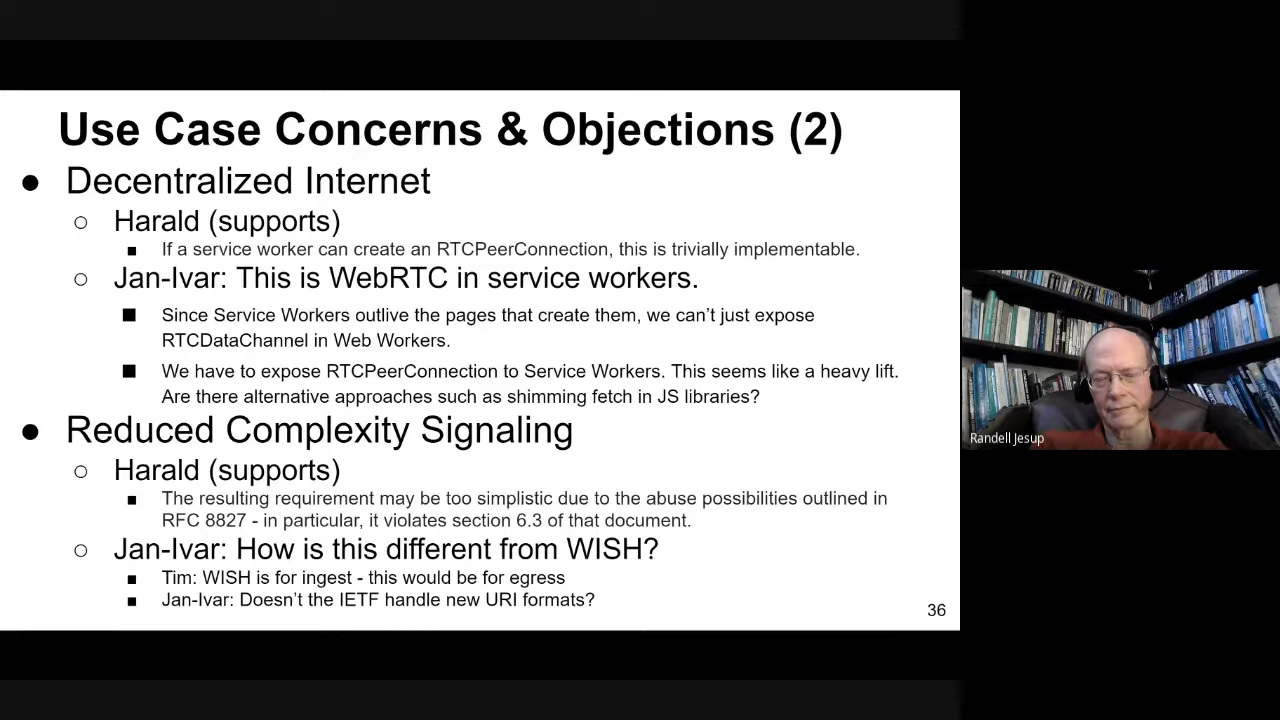 Use Case Concerns & Objections (2)
● Decentralized Internet
○ Harald (supports)
■ If a service worker can create an RTCPeerConnection, this is trivially implementable.
○ Jan-Ivar: This is WebRTC in service workers.
■ Since Service Workers outlive the pages that create them, we can’t just expose
RTCDataChannel in Web Workers.
■ We have to expose RTCPeerConnection to Service Workers. This seems like a heavy lift.
Are there alternative approaches such as shimming fetch in JS libraries?
● Reduced Complexity Signaling
○ Harald (supports)
■ The resulting requirement may be too simplistic due to the abuse possibilities outlined in
RFC 8827 - in particular, it violates section 6.3 of that document.
○ Jan-Ivar: How is this different from WISH?
■ Tim: WISH is for ingest - this would be for egress
■ Jan-Ivar: Doesn’t the IETF handle new URI formats?
36
Randell Jesup